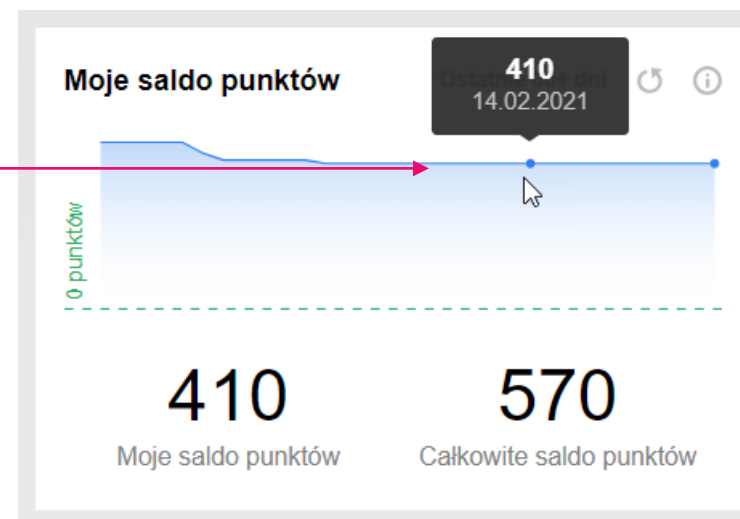 Moje saldo punktów
410
14.02.2021
0 punktów
410
570
Moje saldo punktów
Całkowite saldo punktów